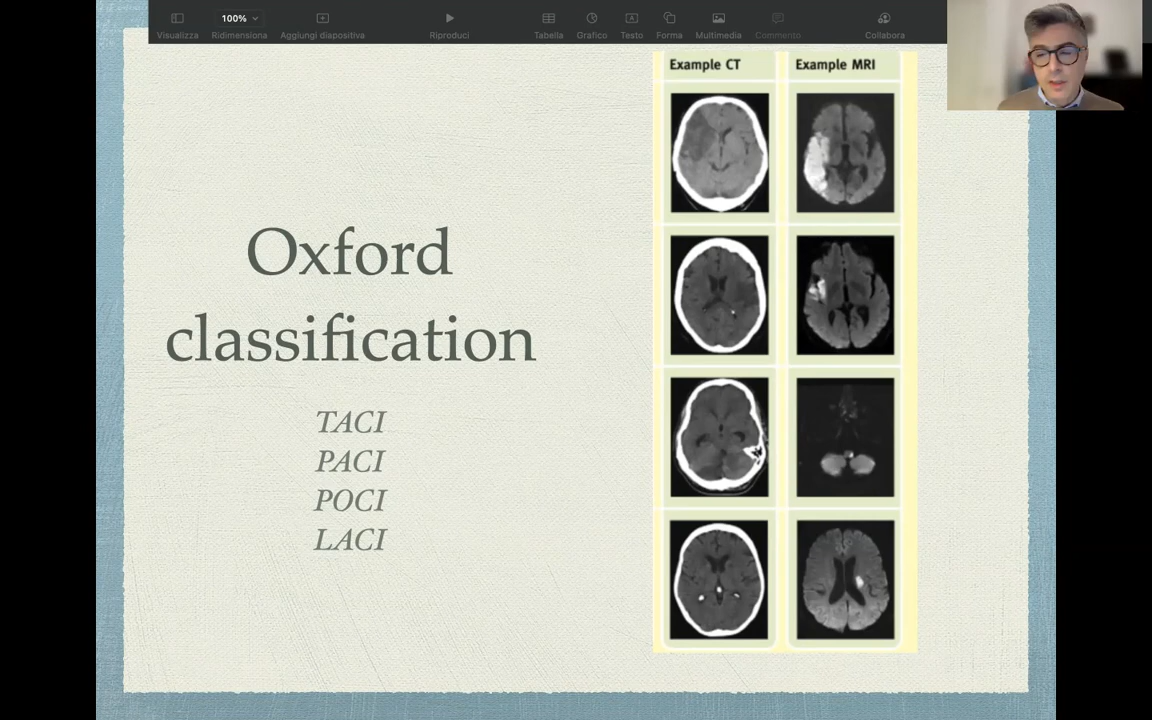 100%
Visualizza
Ridimensiona
Aggiungi diapositiva
Riproduci
Tabella
Grafico
Testo
Forma
Multimedia
Commento
Collabora
Example CT
Example MRI
Oxford
classification
TACI
PACI
POCI
LACI